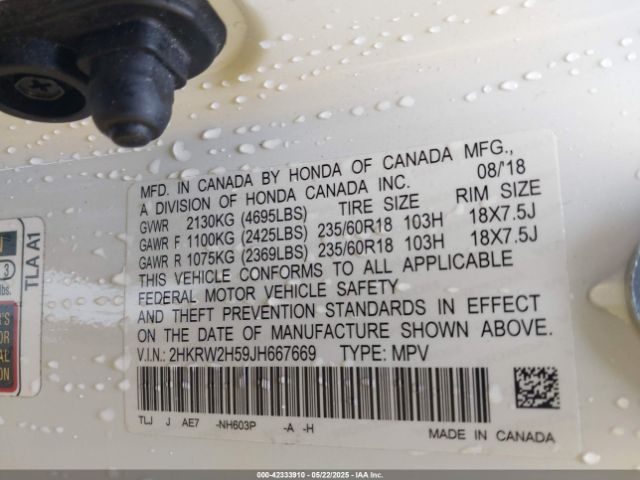 MFD. IN CANADA BY HONDA OF CANADA MFG.,
A DIVISION OF HONDA CANADA INC. 08/'18
GVWR 2130KG (4695LBS) TIRE SIZE RIM SIZE
GAWR F 1100KG (2425LBS) 235/60R18 103H 18X7.5J
GAWR R 1075KG (2369LBS) 235/60R18 103H 18X7.5J
THIS VEHICLE CONFORMS TO ALL APPLICABLE
FEDERAL MOTOR VEHICLE SAFETY
AND THEFT PREVENTION STANDARDS IN EFFECT
ON THE DATE OF MANUFACTURE SHOWN ABOVE.
V.I.N.: 2HKRW2H59JH667669 TYPE: MPV
TLJ J AE7 -NH603P -A -H
MADE IN CANADA
TLA A1
3
lbs.
000-42333910 - 05/22/2025 - IAA Inc.